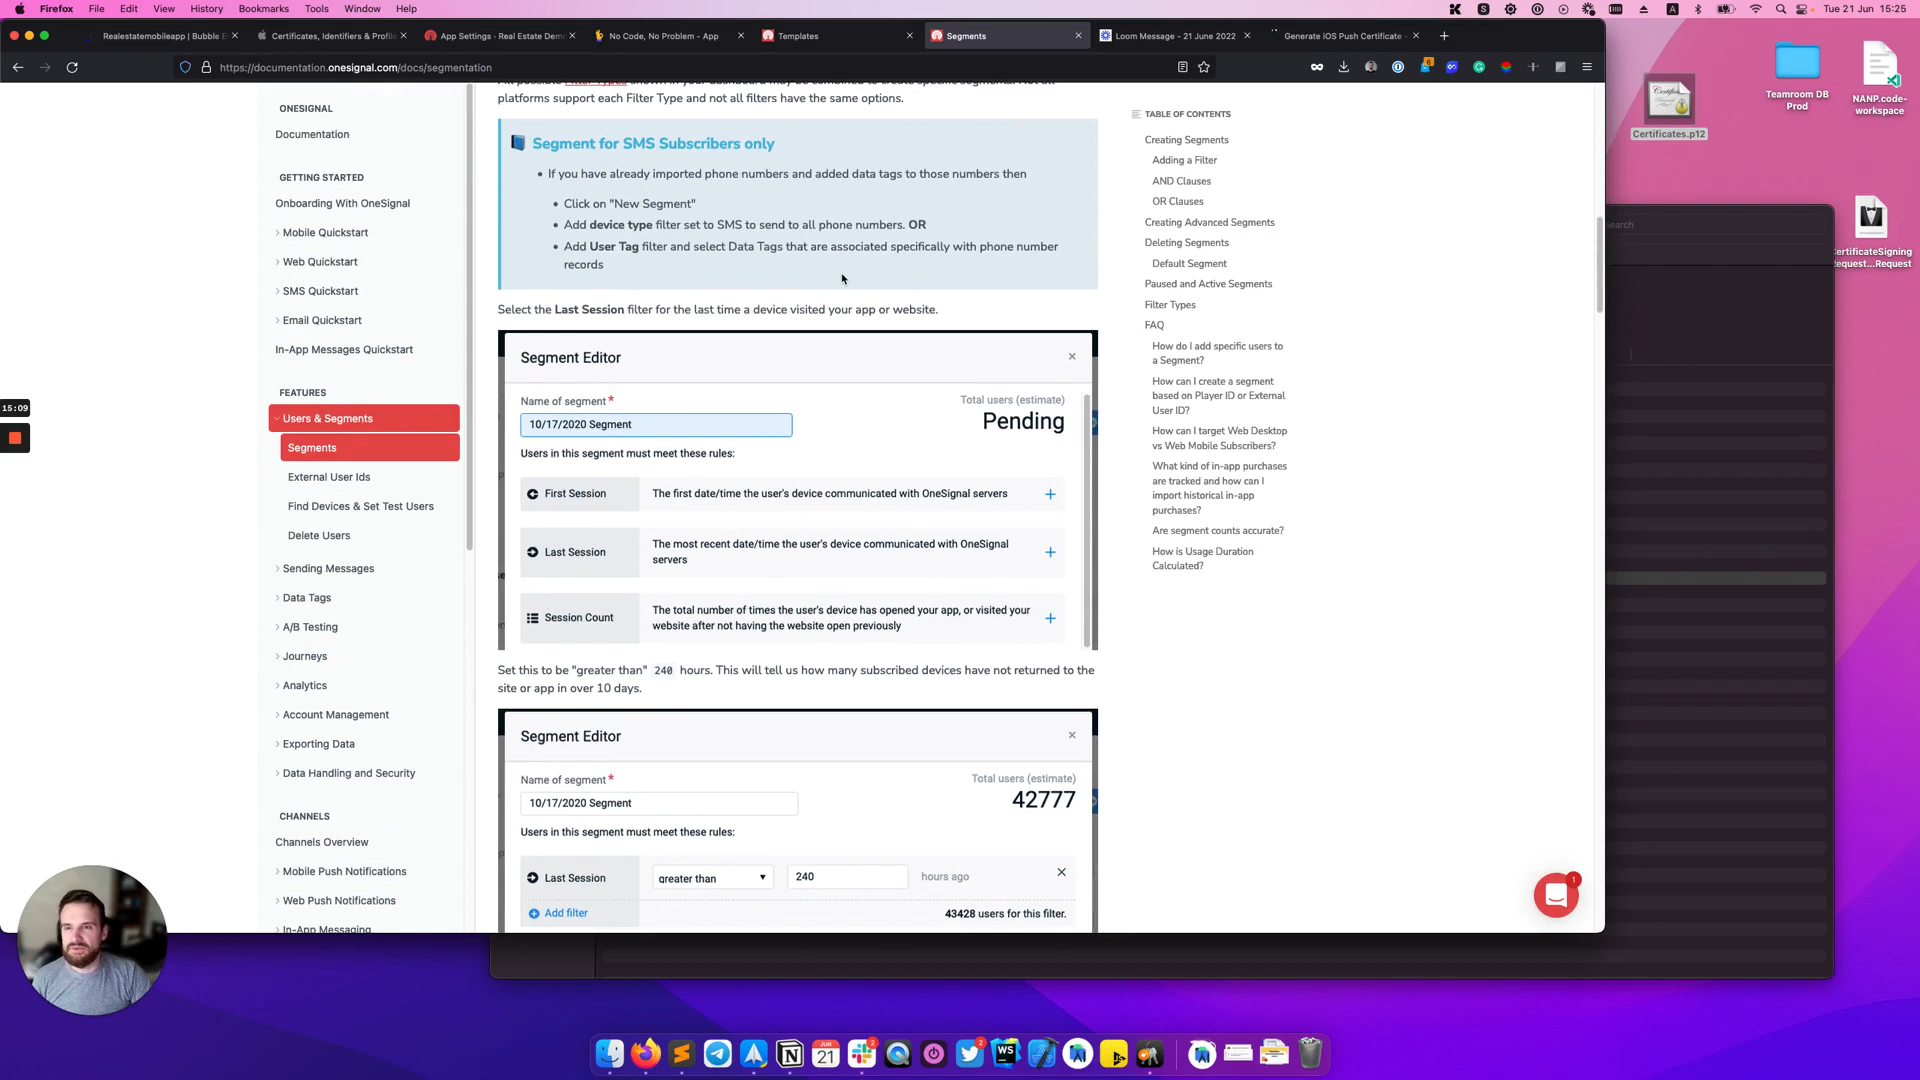 Firefox File Edit View History Bookmarks Tools Window Help
Tue 21 Jun 15:25
Realestatemobileapp | Bubble E
Certificates, Identifiers & Profile
App Settings - Real Estate Demo
No Code, No Problem - App
Templates
Segments
Loom Message - 21 June 2022
Generate iOS Push Certificate -
https://documentation.onesignal.com/docs/segmentation
Certificates.p12
Teamroom DB
Prod
NANP.code-
workspace
CertificateSigning
Request...Request
15:09
ONESIGNAL
Documentation
GETTING STARTED
Onboarding With OneSignal
Mobile Quickstart
Web Quickstart
SMS Quickstart
Email Quickstart
In-App Messages Quickstart
FEATURES
Users & Segments
Segments
External User Ids
Find Devices & Set Test Users
Delete Users
Sending Messages
Data Tags
A/B Testing
Journeys
Analytics
Account Management
Exporting Data
Data Handling and Security
CHANNELS
Channels Overview
Mobile Push Notifications
Web Push Notifications
In-App Messaging
platforms support each Filter Type and not all filters have the same options.
Segment for SMS Subscribers only
If you have already imported phone numbers and added data tags to those numbers then
Click on "New Segment"
Add device type filter set to SMS to send to all phone numbers. OR
Add User Tag filter and select Data Tags that are associated specifically with phone number
records
Select the Last Session filter for the last time a device visited your app or website.
Segment Editor
Name of segment*
Total users (estimate)
10/17/2020 Segment
Pending
Users in this segment must meet these rules:
First Session The first date/time the user's device communicated with OneSignal servers
Last Session The most recent date/time the user's device communicated with OneSignal
servers
Session Count The total number of times the user's device has opened your app, or visited your
website after not having the website open previously
Set this to be "greater than" 240 hours. This will tell us how many subscribed devices have not returned to the
site or app in over 10 days.
Segment Editor
Name of segment*
Total users (estimate)
10/17/2020 Segment
42777
Users in this segment must meet these rules:
Last Session greater than 240 hours ago
Add filter 43428 users for this filter.
TABLE OF CONTENTS
Creating Segments
Adding a Filter
AND Clauses
OR Clauses
Creating Advanced Segments
Deleting Segments
Default Segment
Paused and Active Segments
Filter Types
FAQ
How do I add specific users to
a Segment?
How can I create a segment
based on Player ID or External
User ID?
How can I target Web Desktop
vs Web Mobile Subscribers?
What kind of in-app purchases
are tracked and how can I
import historical in-app
purchases?
Are segment counts accurate?
How is Usage Duration
Calculated?
1
JUN
21
2
2